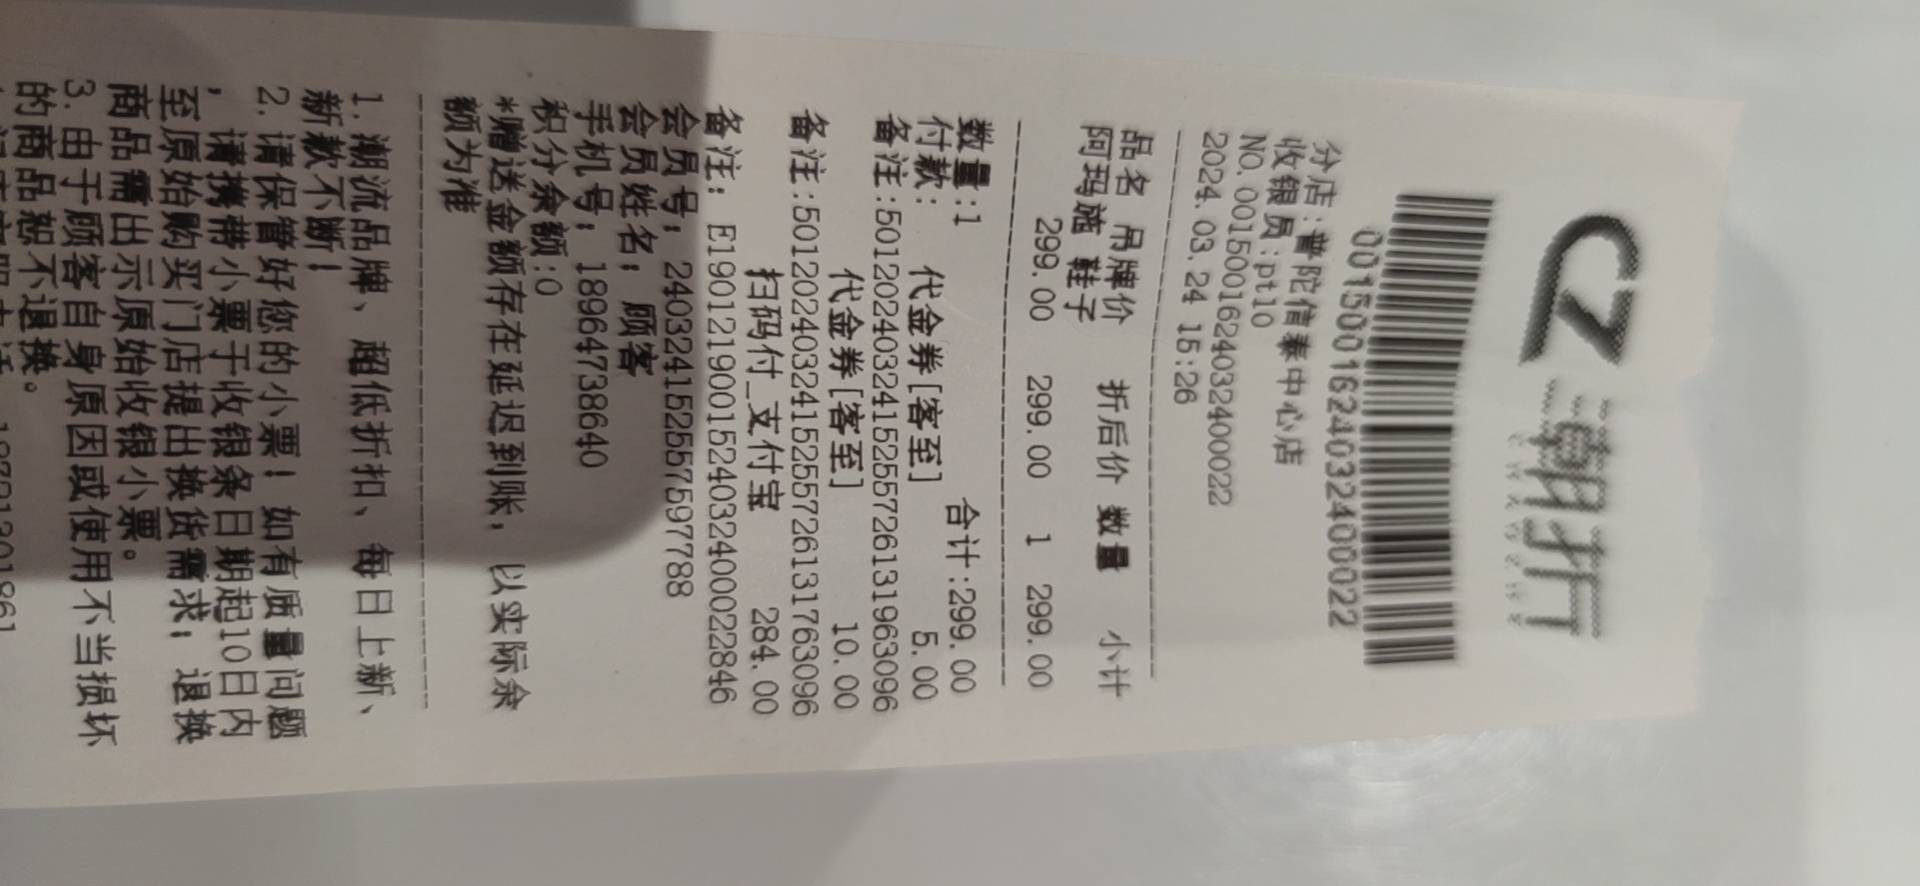 CZ 潮折
0015001624032400022
分店:普陀信泰中心店
收银员:pt10
NO.0015001624032400022
2024.03.24 15:26
品名 吊牌价 折后价 数量 小计
阿玛施 鞋子
299.00 299.00 1 299.00
数量:1 合计:299.00
付款: 代金券[客至] 5.00
备注:5012024032415255726131963096
代金券[客至] 10.00
备注:5012024032415255726131763096
扫码付_支付宝 284.00
备注: E1901219001524032400022846
会员号: 240324152557597788
会员姓名: 顾客
手机号: 18964738640
积分余额:0
*赠送金额存在延迟到账, 以实际余
额为准
1. 潮流品牌、超低折扣、每日上新、
新款不断!
2. 请保管好您的小票! 如有质量问题
, 请携带小票于收银条日期起10日内
至原始购买门店提出换货需求; 退换
商品需出示原始收银小票。
3. 由于顾客自身原因或使用不当损坏
的商品恕不退换。